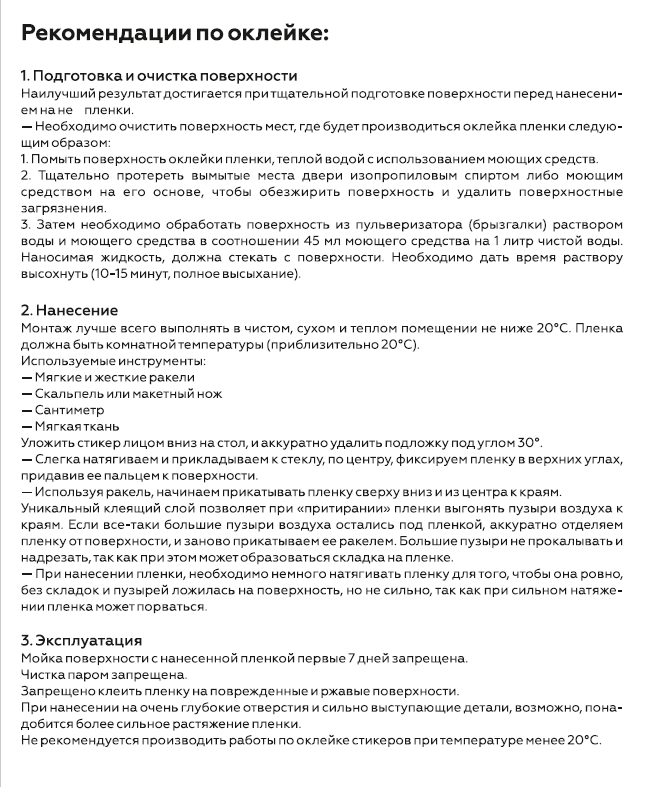 Рекомендации по оклейке:
1. Подготовка и очистка поверхности
Наилучший результат достигается при тщательной подготовке поверхности перед нанесени-
ем на не пленки.
— Необходимо очистить поверхность мест, где будет производиться оклейка пленки следую-
щим образом:
1. Помыть поверхность оклейки пленки, теплой водой с использованием моющих средств.
2. Тщательно протереть вымытые места двери изопропиловым спиртом либо моющим
средством на его основе, чтобы обезжирить поверхность и удалить поверхностные
загрязнения.
3. Затем необходимо обработать поверхность из пульверизатора (брызгалки) раствором
воды и моющего средства в соотношении 45 мл моющего средства на 1 литр чистой воды.
Наносимая жидкость, должна стекать с поверхности. Необходимо дать время раствору
высохнуть (10-15 минут, полное высыхание).
2. Нанесение
Монтаж лучше всего выполнять в чистом, сухом и теплом помещении не ниже 20°С. Пленка
должна быть комнатной температуры (приблизительно 20°С).
Используемые инструменты:
— Мягкие и жесткие ракели
— Скальпель или макетный нож
— Сантиметр
— Мягкая ткань
Уложить стикер лицом вниз на стол, и аккуратно удалить подложку под углом 30°.
— Слегка натягиваем и прикладываем к стеклу, по центру, фиксируем пленку в верхних углах,
придавив ее пальцем к поверхности.
— Используя ракель, начинаем прикатывать пленку сверху вниз и из центра к краям.
Уникальный клеящий слой позволяет при «притирании» пленки выгонять пузыри воздуха к
краям. Если все-таки большие пузыри воздуха остались под пленкой, аккуратно отделяем
пленку от поверхности, и заново прикатываем ее ракелем. Большие пузыри не прокалывать и
надрезать, так как при этом может образоваться складка на пленке.
— При нанесении пленки, необходимо немного натягивать пленку для того, чтобы она ровно,
без складок и пузырей ложилась на поверхность, но не сильно, так как при сильном натяже-
нии пленка может порваться.
3. Эксплуатация
Мойка поверхности с нанесенной пленкой первые 7 дней запрещена.
Чистка паром запрещена.
Запрещено клеить пленку на поврежденные и ржавые поверхности.
При нанесении на очень глубокие отверстия и сильно выступающие детали, возможно, пона-
добится более сильное растяжение пленки.
Не рекомендуется производить работы по оклейке стикеров при температуре менее 20°С.